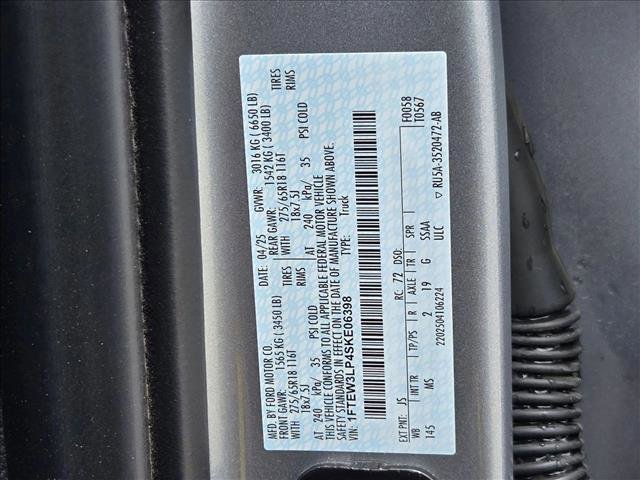 MFD. BY FORD MOTOR CO.
DATE: 04/25 GVWR: 3016 KG ( 6650 LB)
FRONT GAWR: 1565 KG ( 3450 LB) REAR GAWR: 1542 KG ( 3400 LB)
WITH 275/65R18 116T TIRES WITH 275/65R18 116T TIRES
18x7.5J RIMS 18x7.5J RIMS
AT 240 kPa/ 35 PSI COLD AT 240 kPa/ 35 PSI COLD
THIS VEHICLE CONFORMS TO ALL APPLICABLE FEDERAL MOTOR VEHICLE
SAFETY STANDARDS IN EFFECT ON THE DATE OF MANUFACTURE SHOWN ABOVE.
VIN: 1FTEW3LP4SKE06398 TYPE: Truck
F0058
T0567
EXT PNT: JS RC: 72 DSO:
WB INT TR TP/PS R AXLE TR SPR
145 MS 2 19 G SSAA
ULC
▽ RU5A-3520472-AB
2202504106224